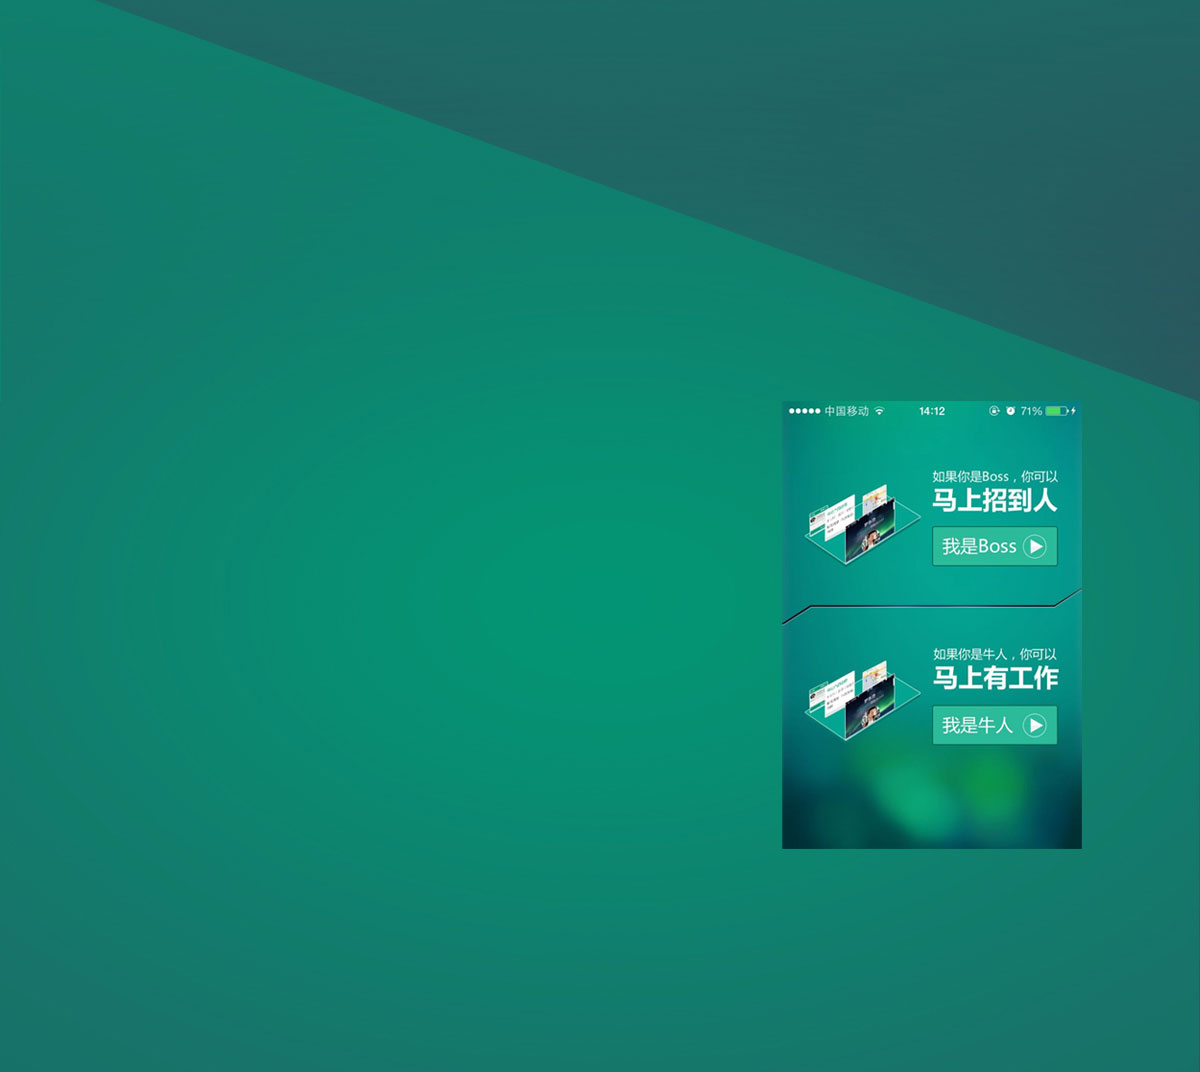 中国移动 14:12 71%
如果你是Boss，你可以
马上招到人
我是Boss
如果你是牛人，你可以
马上有工作
我是牛人